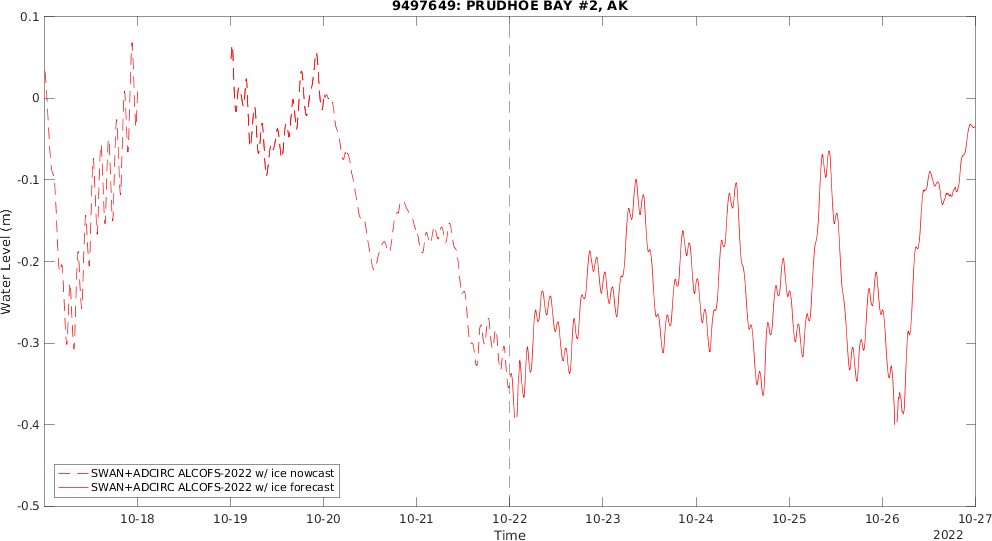 9497649: PRUDHOE BAY #2, AK
Water Level (m)
0.1
0
-0.1
-0.2
-0.3
-0.4
-0.5
SWAN+ADCIRC ALCOFS-2022 w/ ice nowcast
SWAN+ADCIRC ALCOFS-2022 w/ ice forecast
10-18 10-19 10-20 10-21 10-22 10-23 10-24 10-25 10-26 10-27
Time
2022